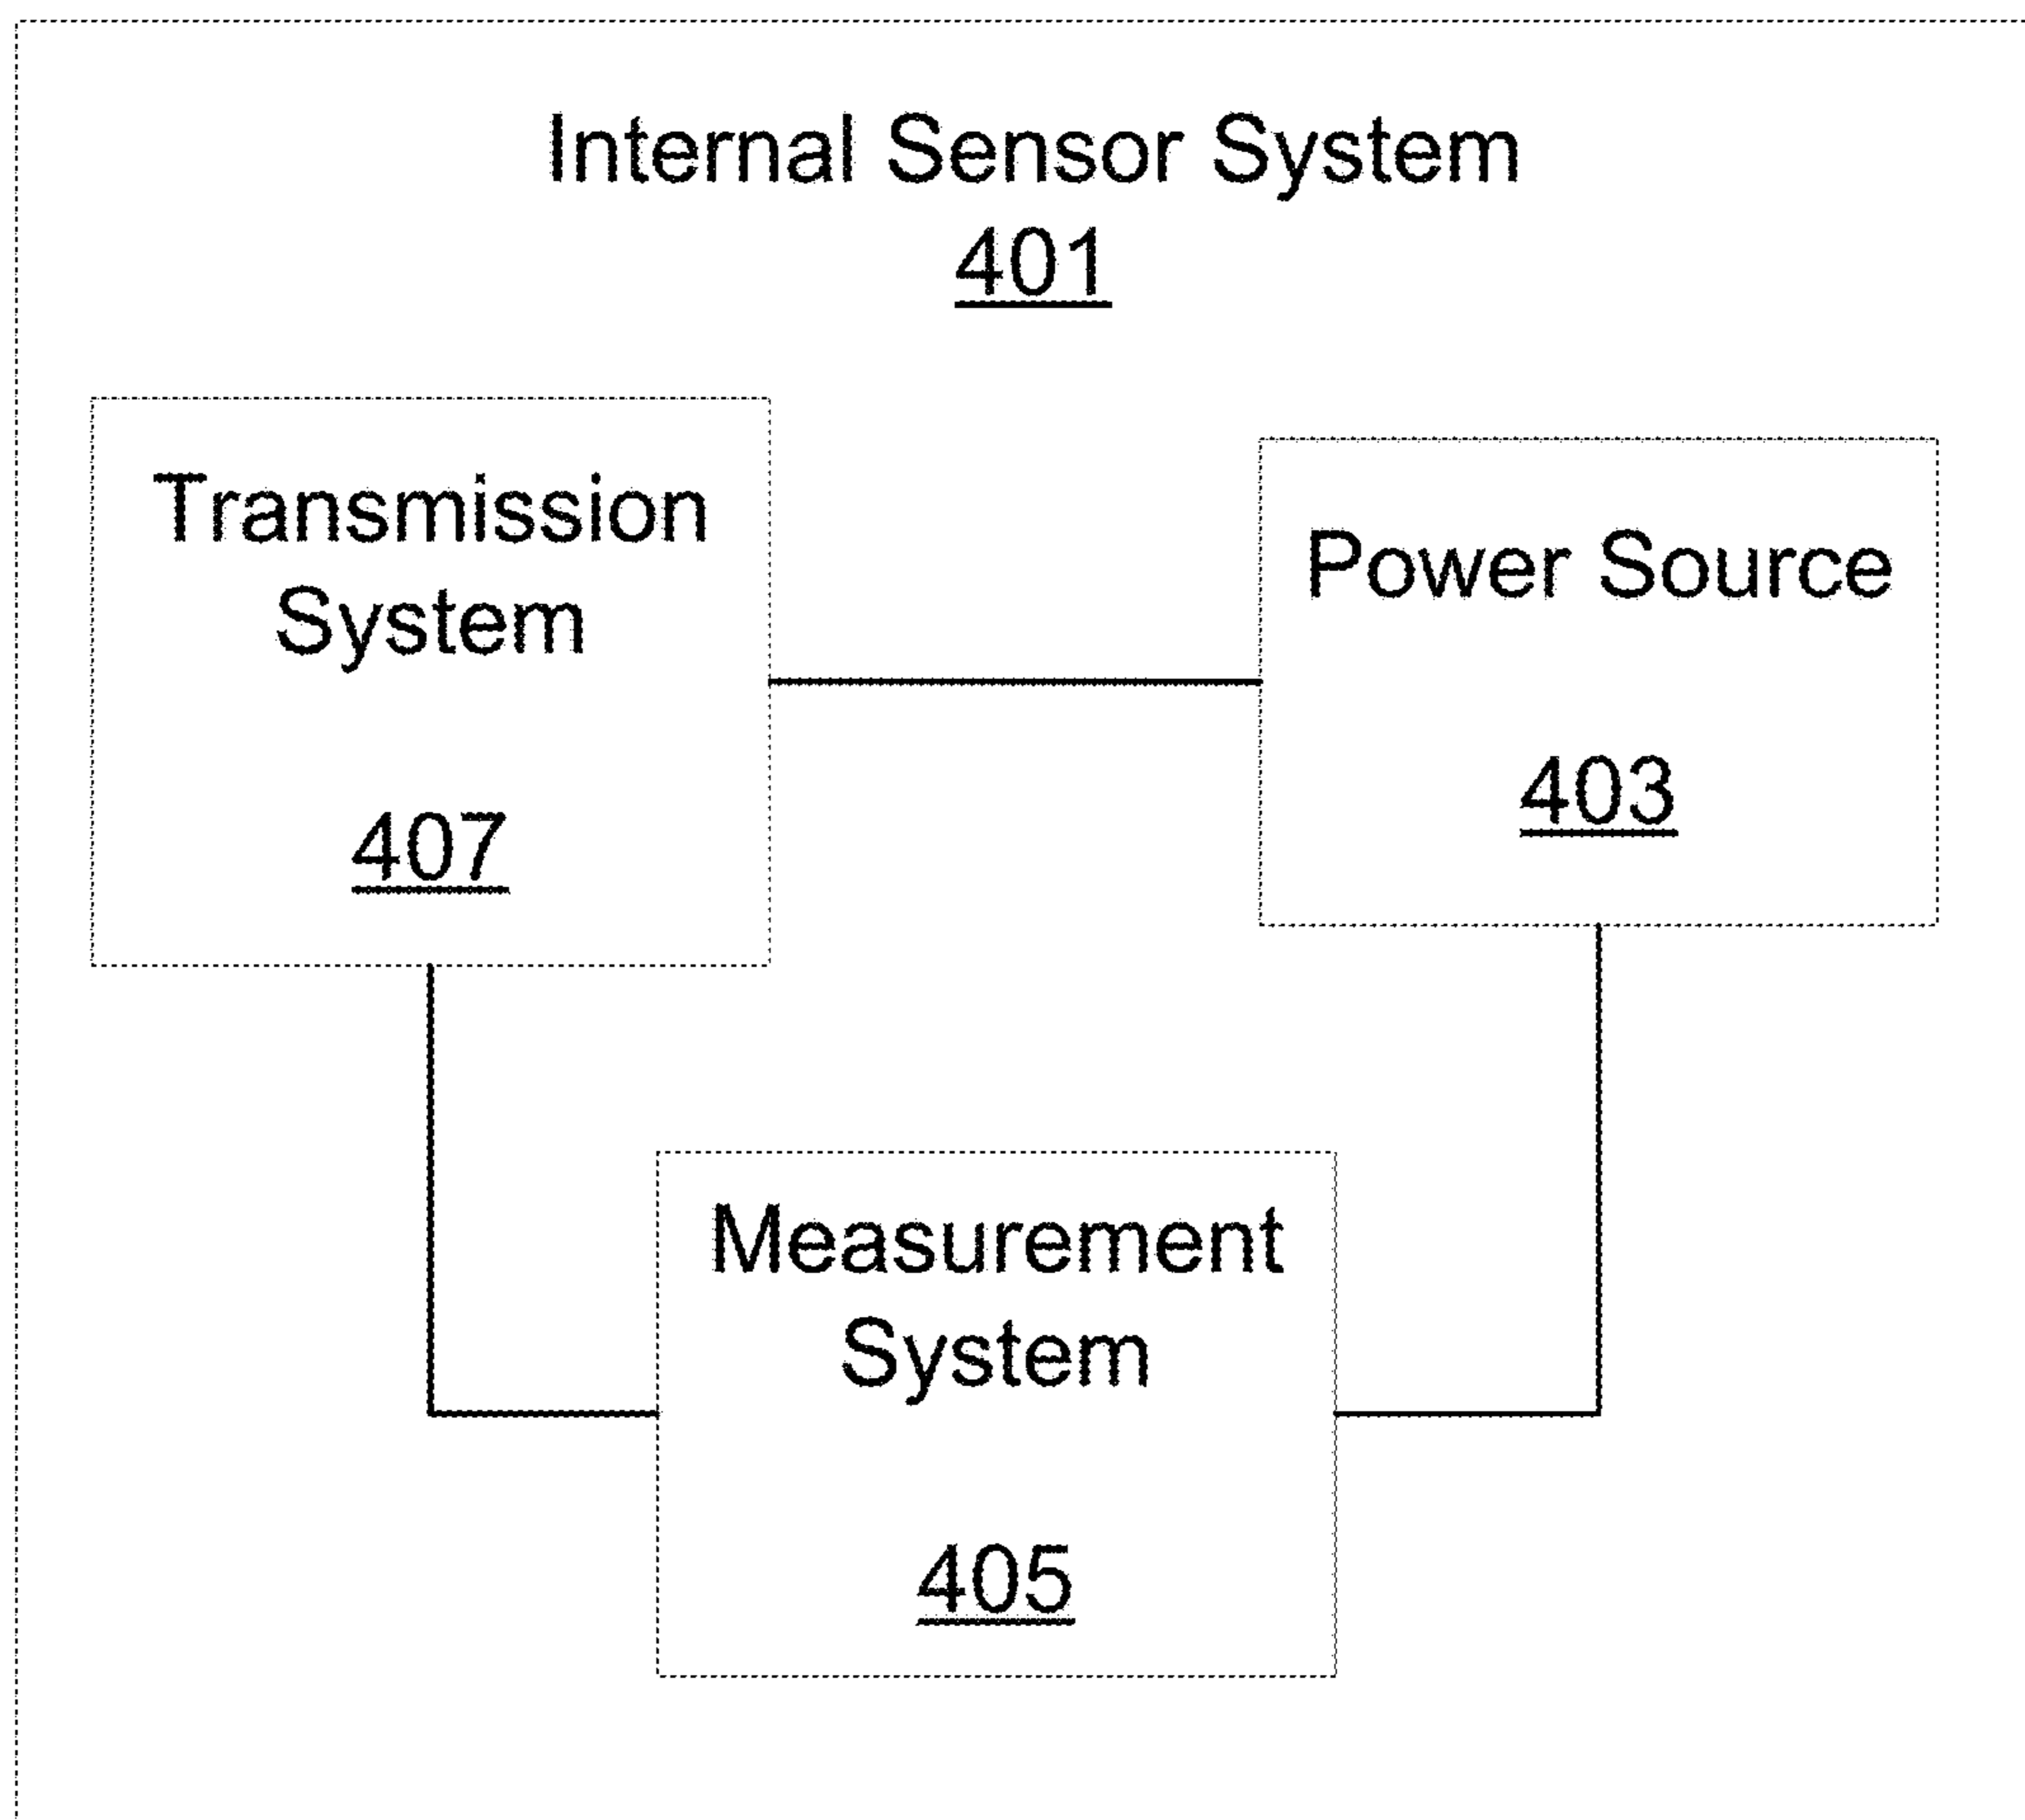 Internal Sensor System
401
Transmission
System
407
Power Source
403
Measurement
System
405